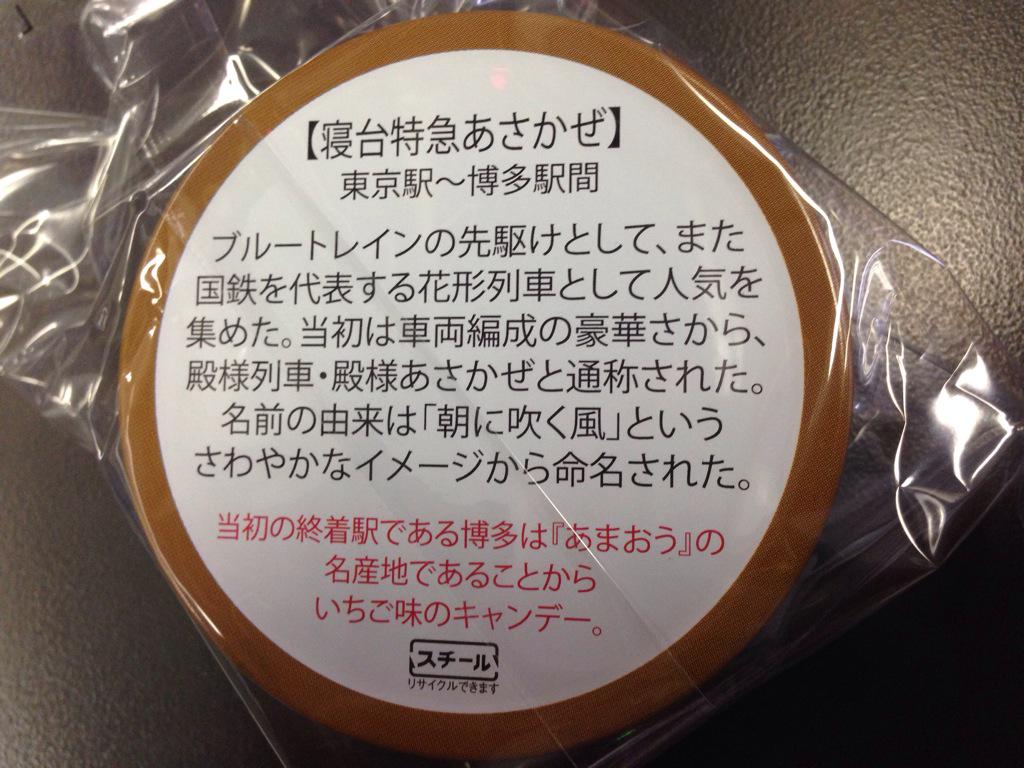 【寝台特急あさかぜ】
東京駅～博多駅間
ブルートレインの先駆けとして、また
国鉄を代表する花形列車として人気を
集めた。当初は車両編成の豪華さから、
殿様列車・殿様あさかぜと通称された。
名前の由来は「朝に吹く風」という
さわやかなイメージから命名された。
当初の終着駅である博多は『あまおう』の
名産地であることから
いちご味のキャンデー。
スチール
リサイクルできます